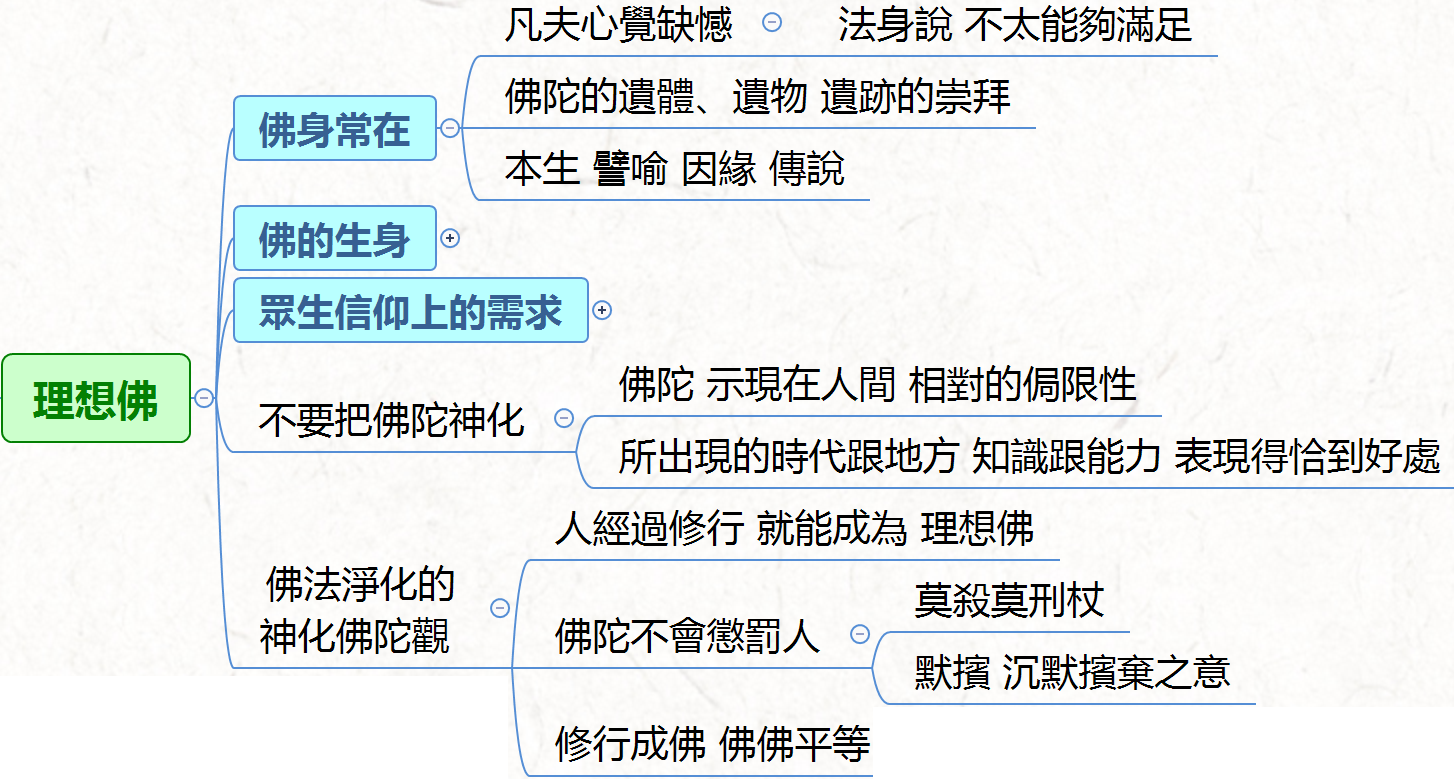 凡夫心覺缺憾 法身說 不太能夠滿足
佛陀的遺體、遺物 遺跡的崇拜
佛身常在
本生 譬喻 因緣 傳說
佛的生身
眾生信仰上的需求
理想佛
佛陀 示現在人間 相對的侷限性
不要把佛陀神化
所出現的時代跟地方 知識跟能力 表現得恰到好處
人經過修行 就能成為 理想佛
佛法淨化的
神化佛陀觀
莫殺莫刑杖
佛陀不會懲罰人
默擯 沉默擯棄之意
修行成佛 佛佛平等